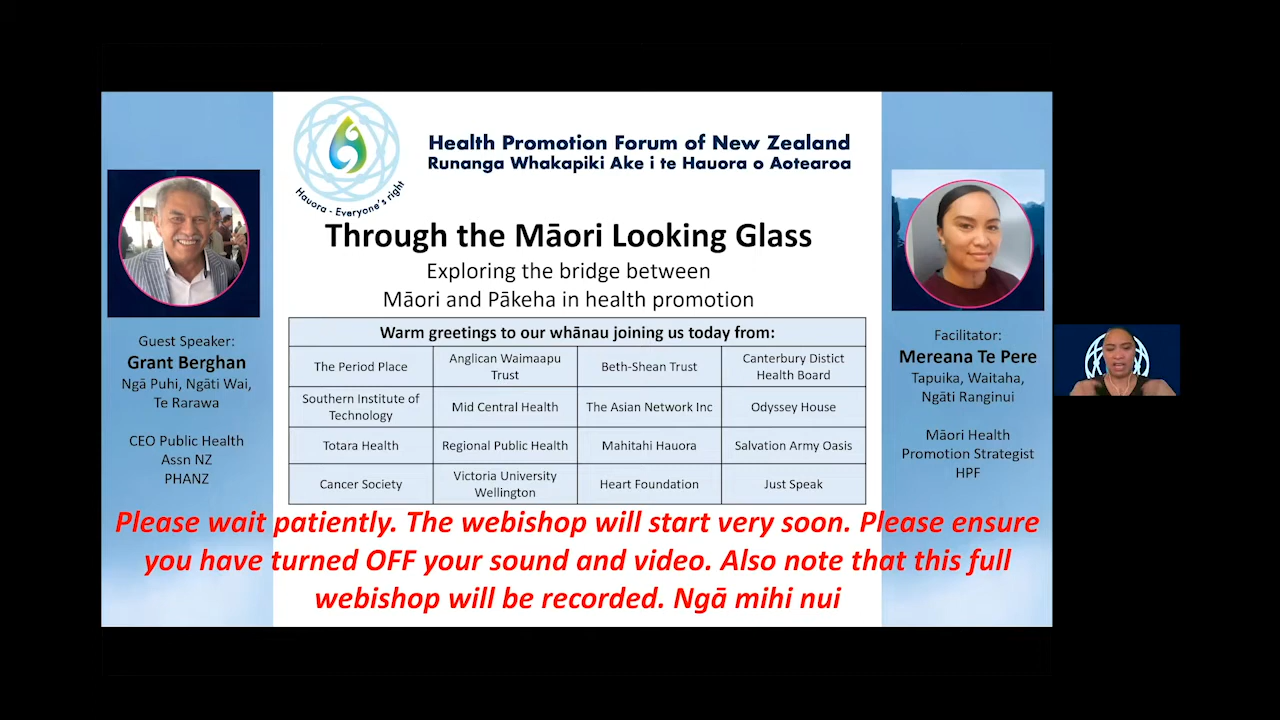 Hauora - Everyone's right
Health Promotion Forum of New Zealand
Runanga Whakapiki Ake i te Hauora o Aotearoa
Through the Māori Looking Glass
Exploring the bridge between
Māori and Pākeha in health promotion
Guest Speaker:
Grant Berghan
Ngā Puhi, Ngāti Wai,
Te Rarawa
CEO Public Health
Assn NZ
PHANZ
Warm greetings to our whānau joining us today from:
The Period Place
Anglican Waimaapu
Trust
Beth-Shean Trust
Canterbury Distict
Health Board
Southern Institute of
Technology
Mid Central Health
The Asian Network Inc
Odyssey House
Totara Health
Regional Public Health
Mahitahi Hauora
Salvation Army Oasis
Cancer Society
Victoria University
Wellington
Heart Foundation
Just Speak
Facilitator:
Mereana Te Pere
Tapuika, Waitaha,
Ngāti Ranginui
Māori Health
Promotion Strategist
HPF
Please wait patiently. The webishop will start very soon. Please ensure
you have turned OFF your sound and video. Also note that this full
webishop will be recorded. Ngā mihi nui